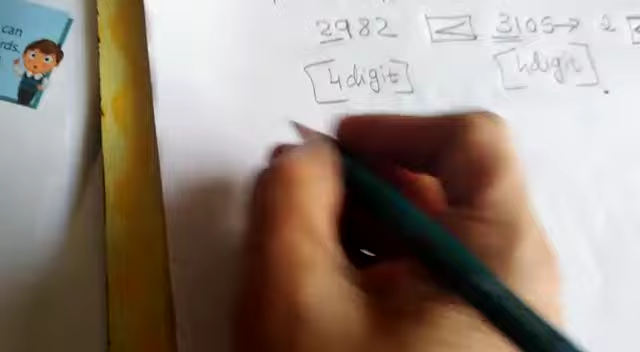 can
rds.
2982 < 3105 → 2 <
[4 digit] [4 digit].